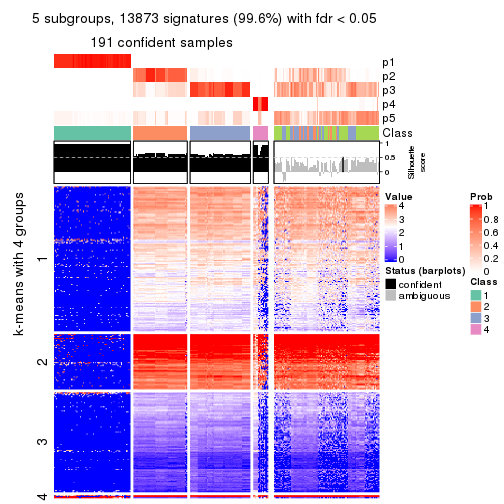 5 subgroups, 13873 signatures (99.6%) with fdr < 0.05
191 confident samples
p1
p2
p3
p4
p5
Class
1
0.5
0
Silhouette
score
k-means with 4 groups
1
2
3
4
Value
4
3
2
1
0
Status (barplots)
confident
ambiguous
Prob
1
0.8
0.6
0.4
0.2
0
Class
1
2
3
4